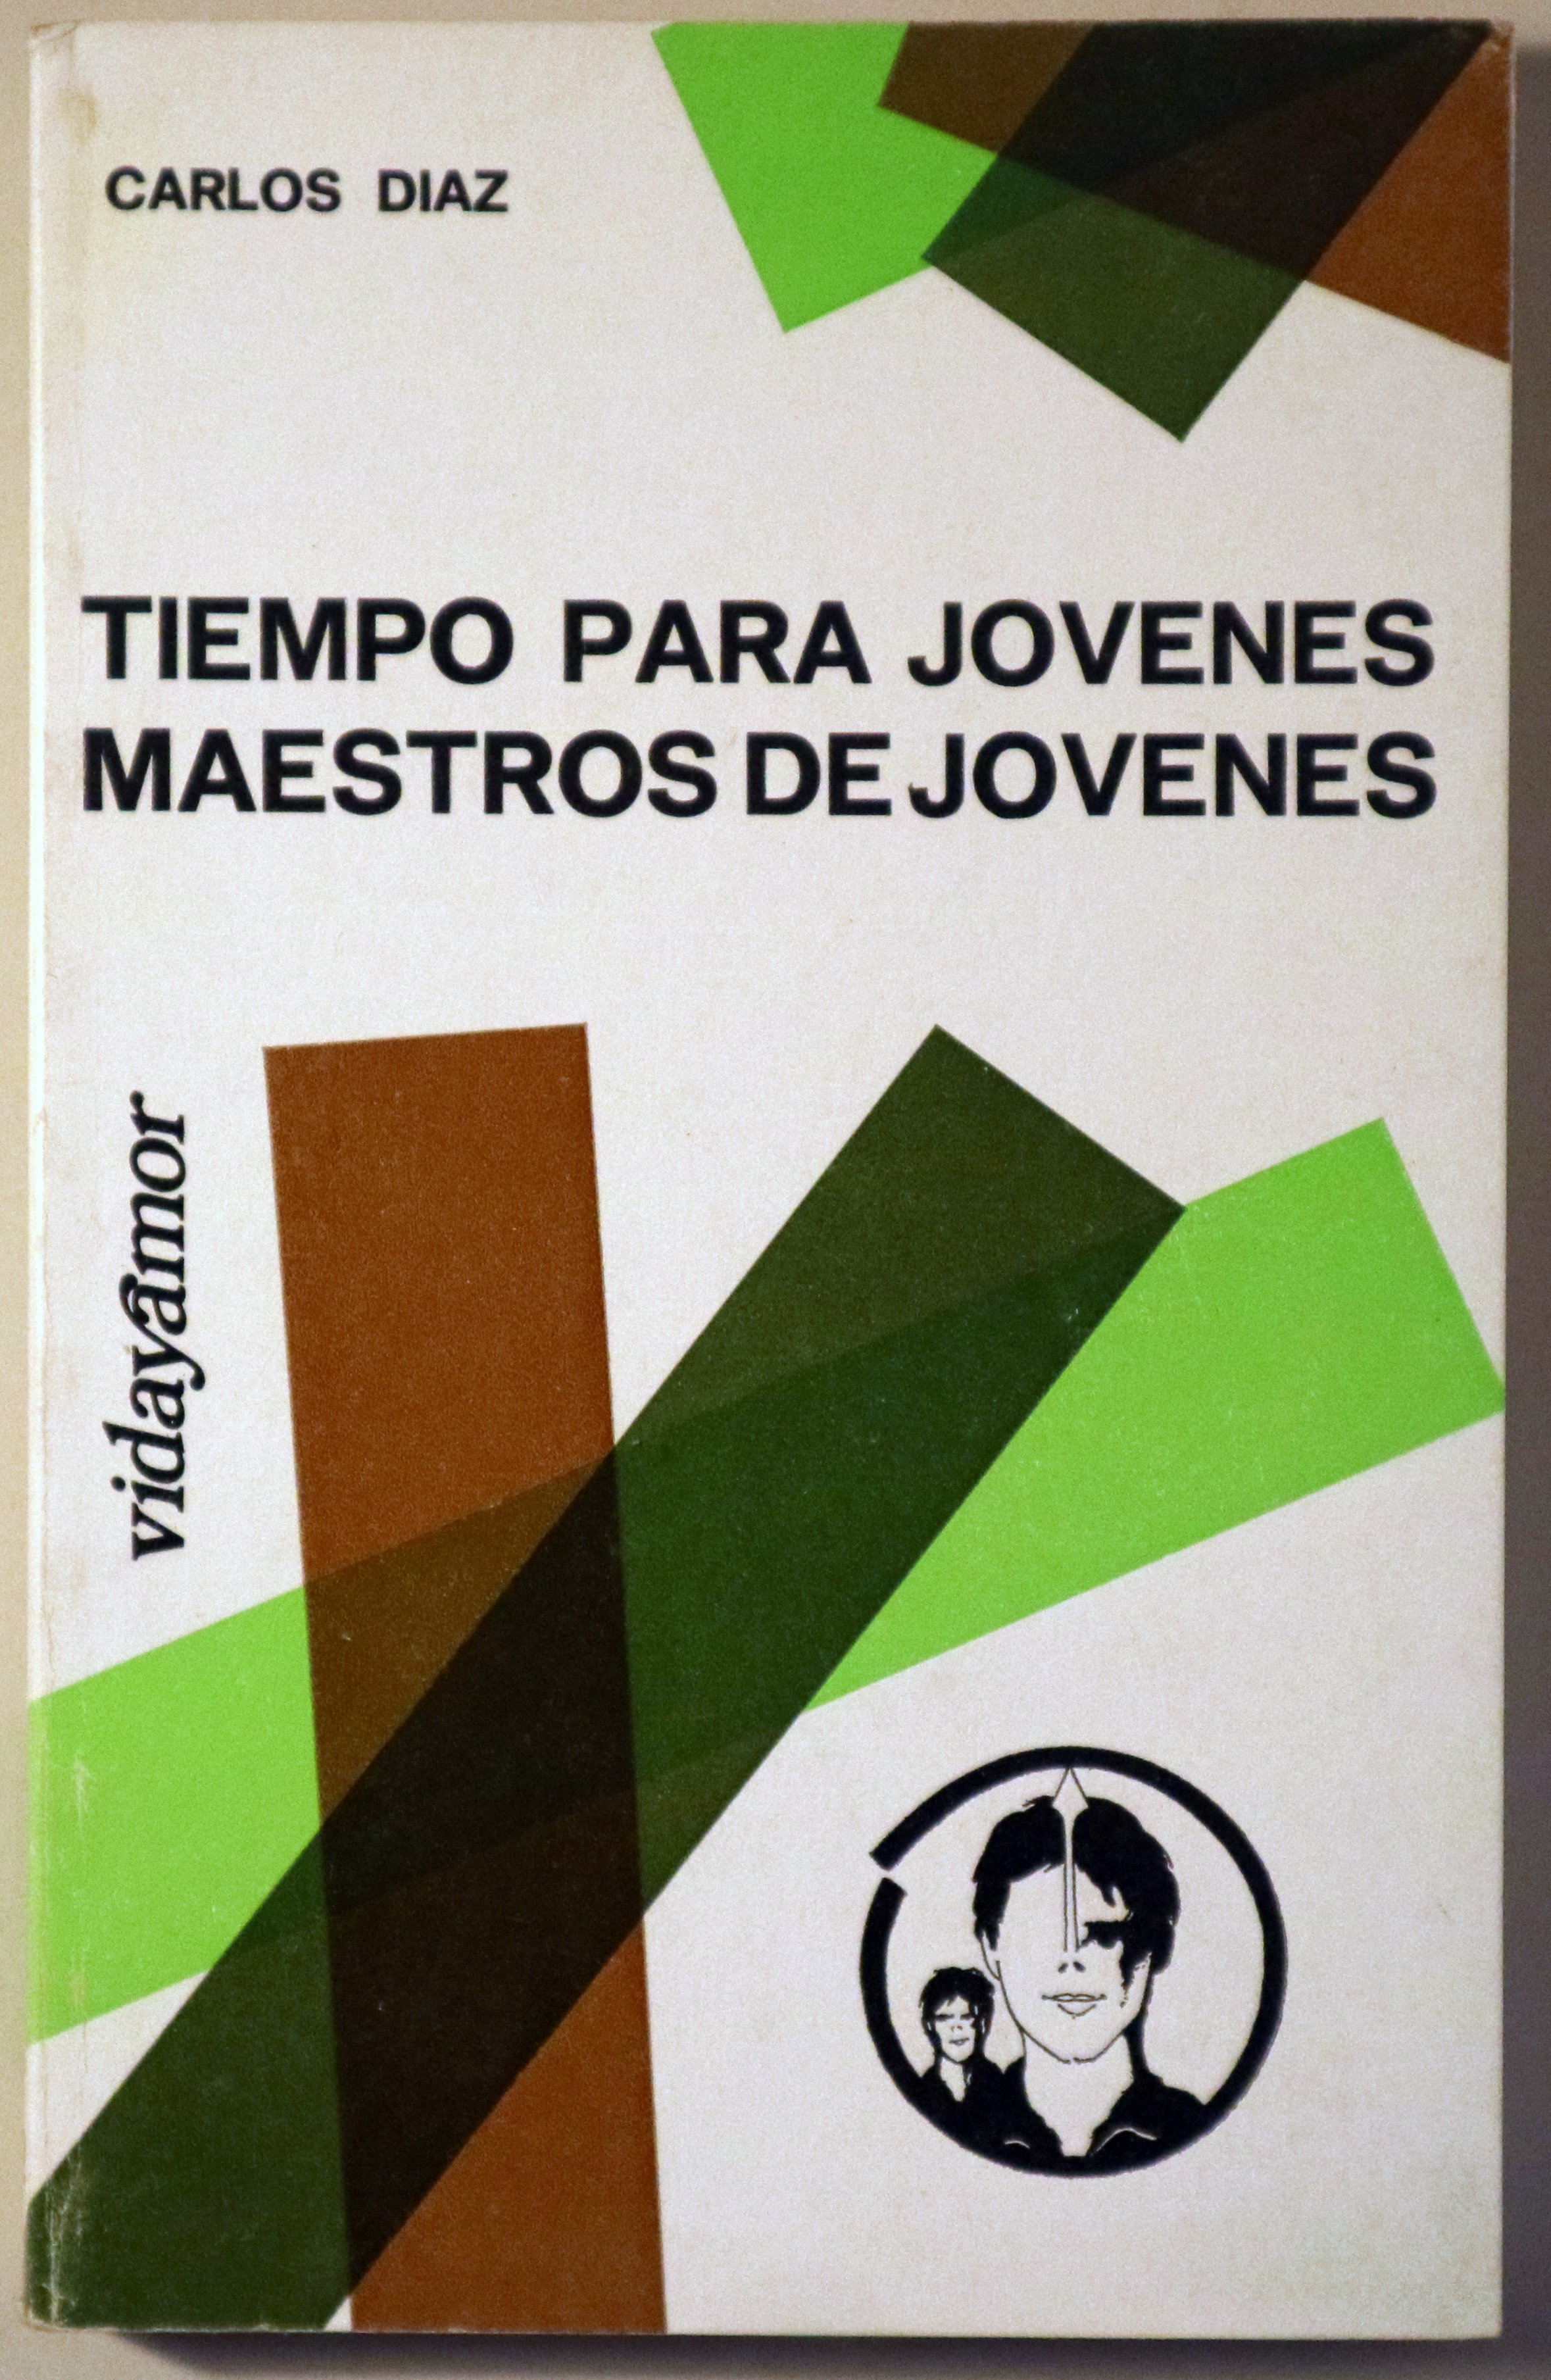 CARLOS DIAZ
TIEMPO PARA JOVENES
MAESTROS DE JOVENES
vidayamor